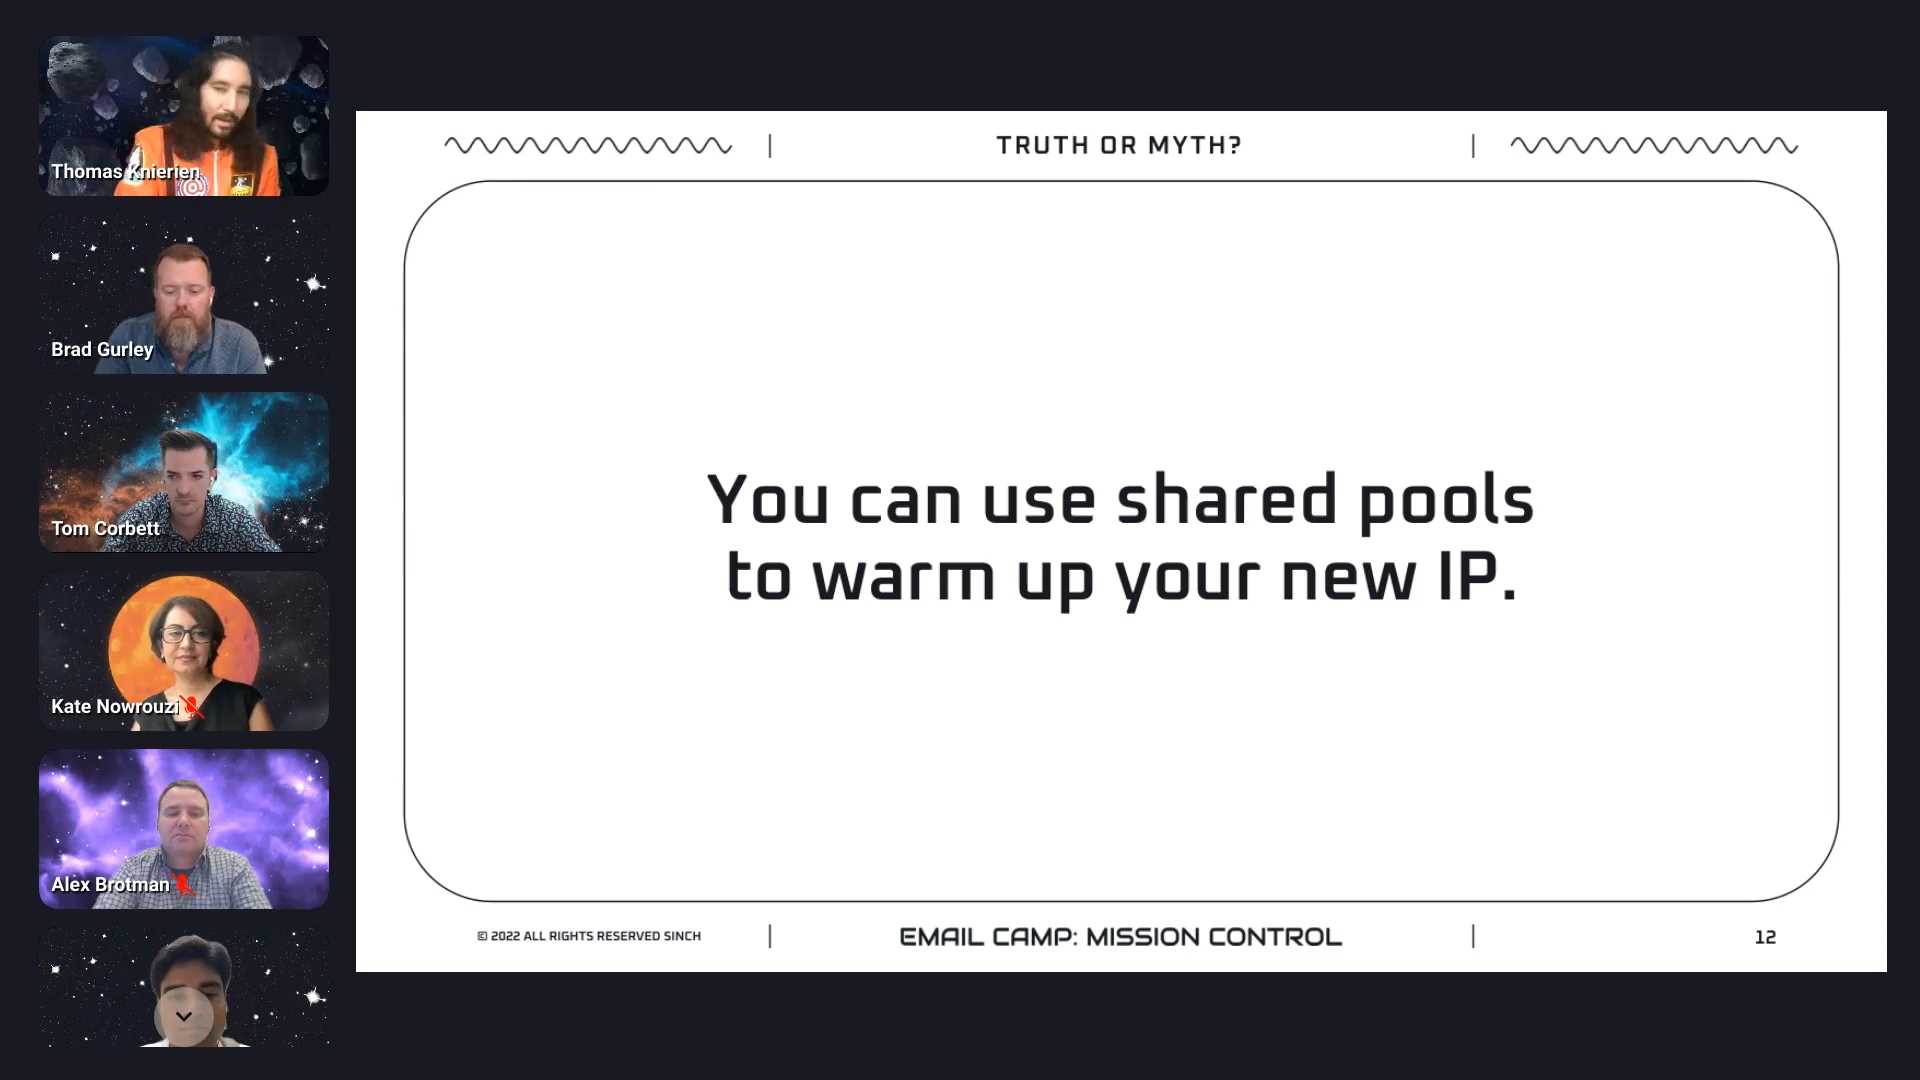 Thomas Knierien
Brad Gurley
Tom Corbett
Kate Nowrouzi
Alex Brotman
TRUTH OR MYTH?
You can use shared pools
to warm up your new IP.
© 2022 ALL RIGHTS RESERVED SINCH
EMAIL CAMP: MISSION CONTROL
12